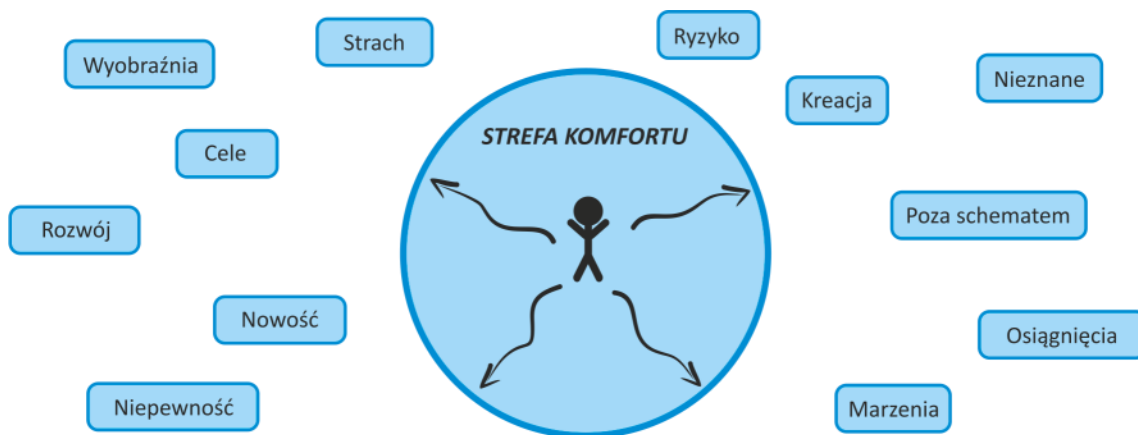 Strach
Ryzyko
Wyobraźnia
Nieznane
Kreacja
STREFA KOMFORTU
Cele
Rozwój
Poza schematem
Nowość
Osiągnięcia
Niepewność
Marzenia